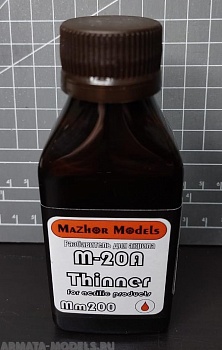 MAZHOR MODELS
Разбавитель для акрила
M-20A
Thinner
for acrilic products
Mm200
ARMATA-MODELS.RU